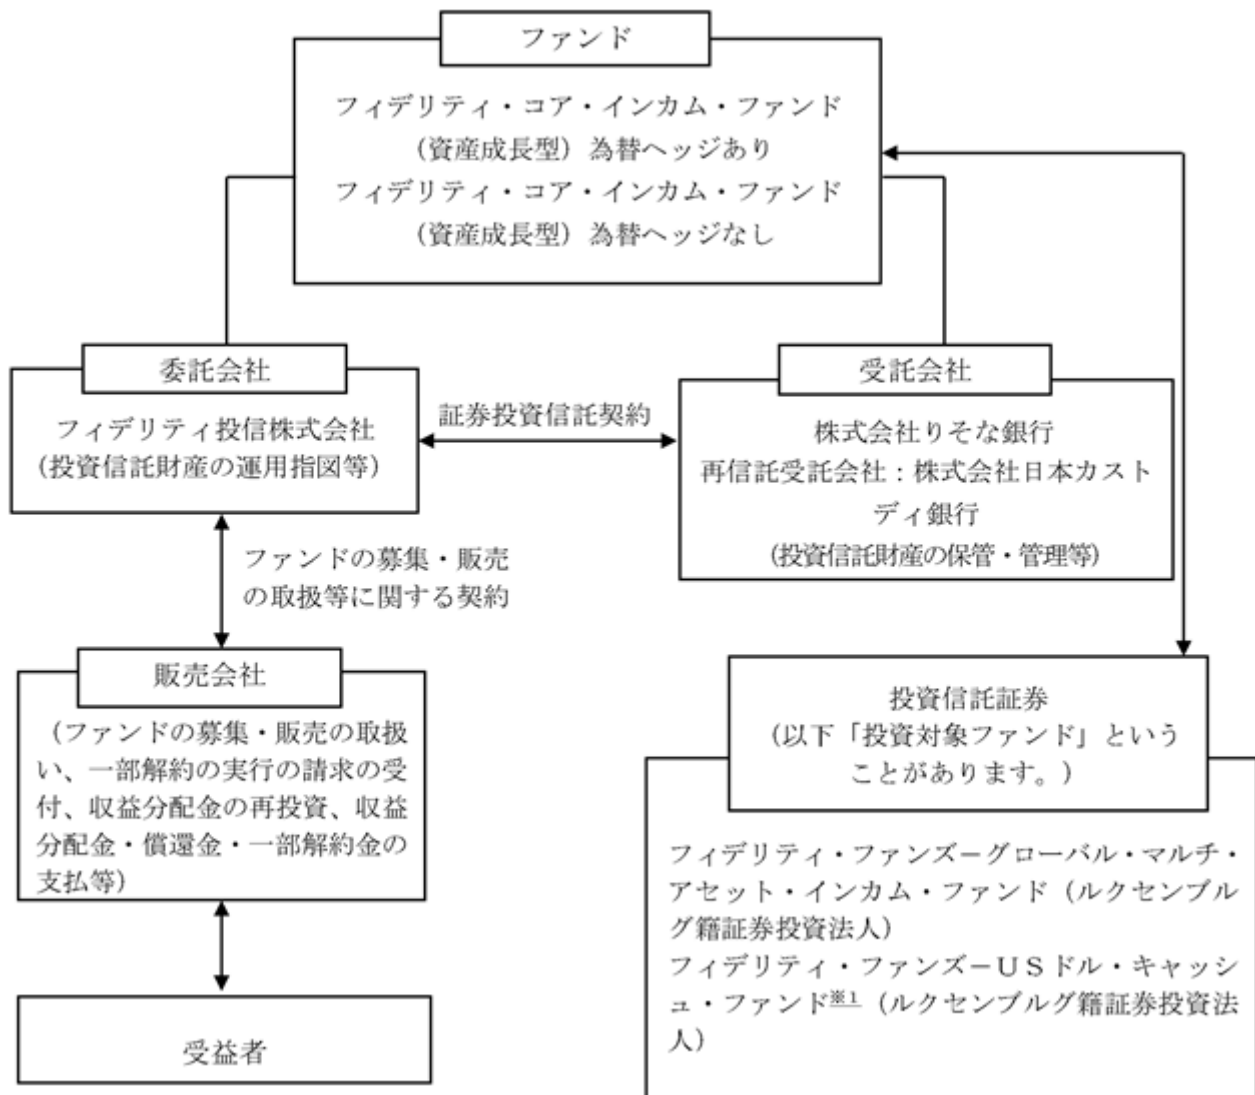 ファンド
フィデリティ・コア・インカム・ファンド
（資産成長型）為替ヘッジあり
フィデリティ・コア・インカム・ファンド
（資産成長型）為替ヘッジなし
委託会社
フィデリティ投信株式会社
（投資信託財産の運用指図等）
証券投資信託契約
受託会社
株式会社りそな銀行
再信託受託会社：株式会社日本カスト
ディ銀行
（投資信託財産の保管・管理等）
ファンドの募集・販売
の取扱等に関する契約
販売会社
（ファンドの募集・販売の取扱
い、一部解約の実行の請求の受
付、収益分配金の再投資、収益
分配金・償還金・一部解約金の
支払等）
受益者
投資信託証券
（以下「投資対象ファンド」という
ことがあります。）
フィデリティ・ファンズ－グローバル・マルチ・
アセット・インカム・ファンド（ルクセンブル
グ籍証券投資法人）
フィデリティ・ファンズ－ＵＳドル・キャッシ
ュ・ファンド※１（ルクセンブルグ籍証券投資法
人）